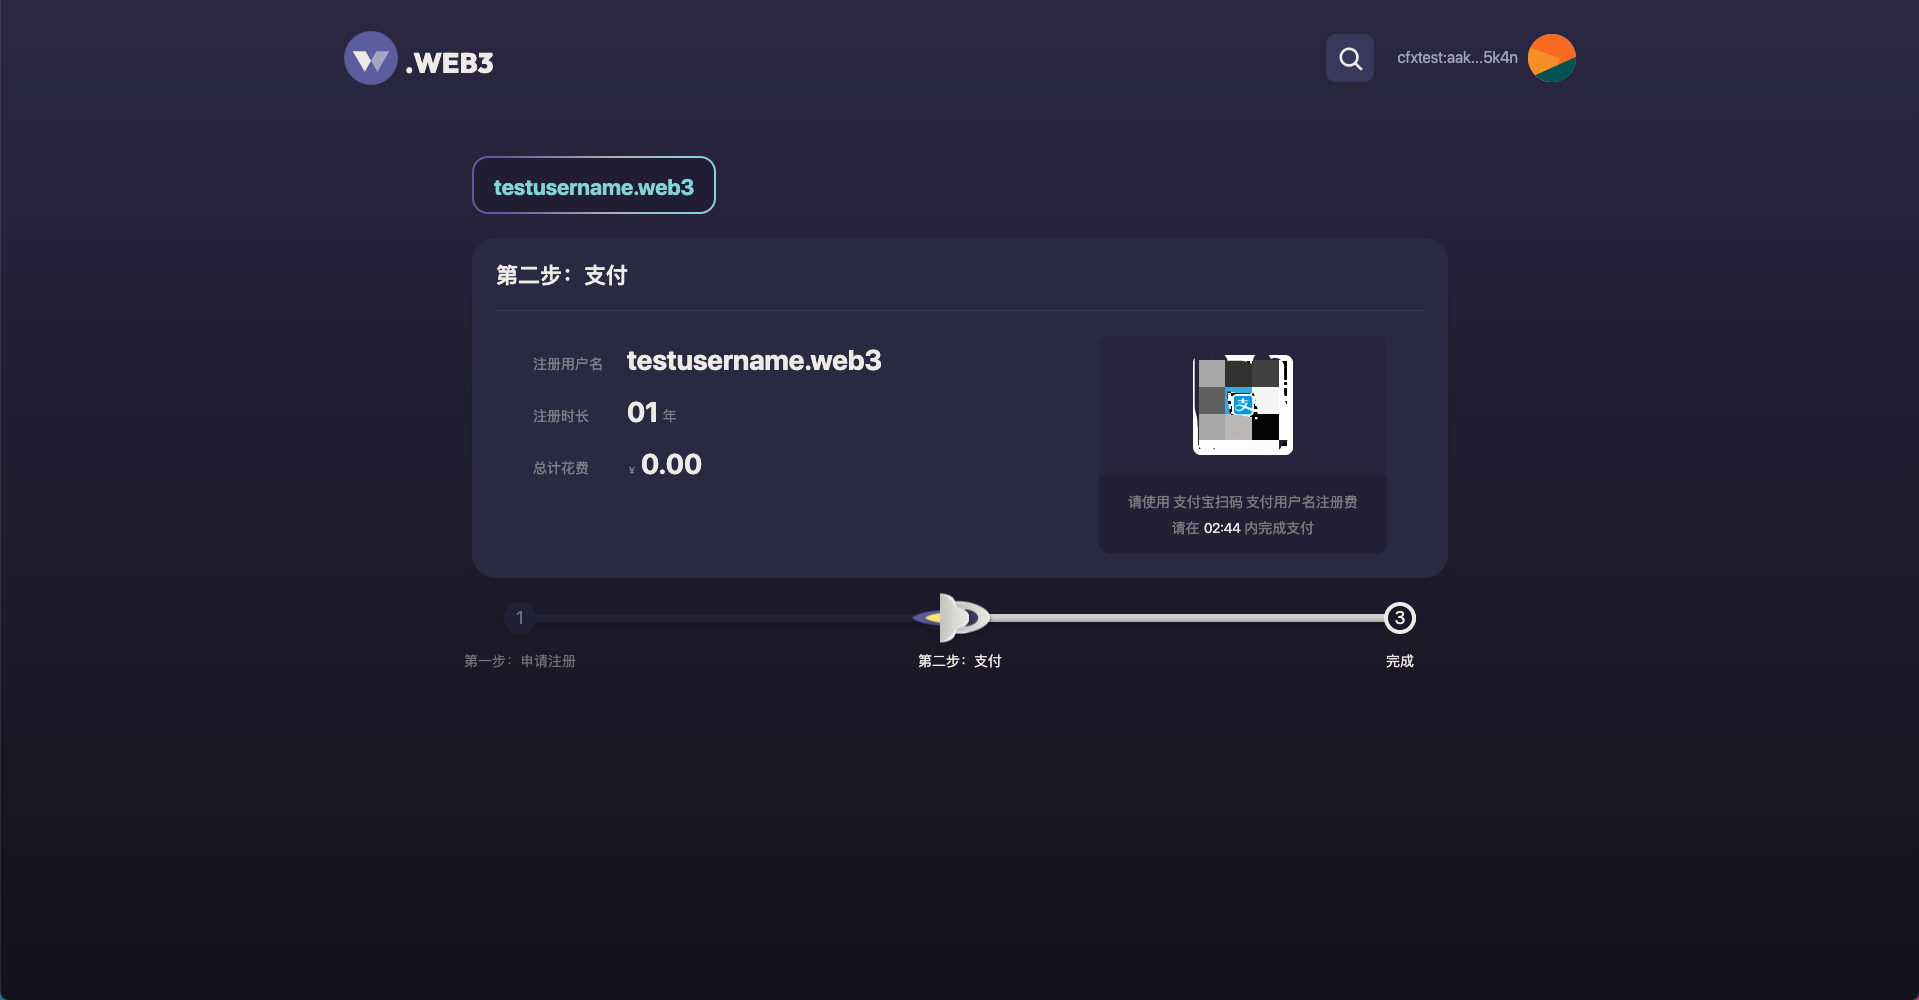 .WEB3
cfxtest:aak...5k4n
testusername.web3
第二步：支付
注册用户名 testusername.web3
注册时长 01 年
总计花费 ¥ 0.00
支
请使用 支付宝扫码 支付用户名注册费
请在 02:44 内完成支付
1
3
第一步：申请注册
第二步：支付
完成